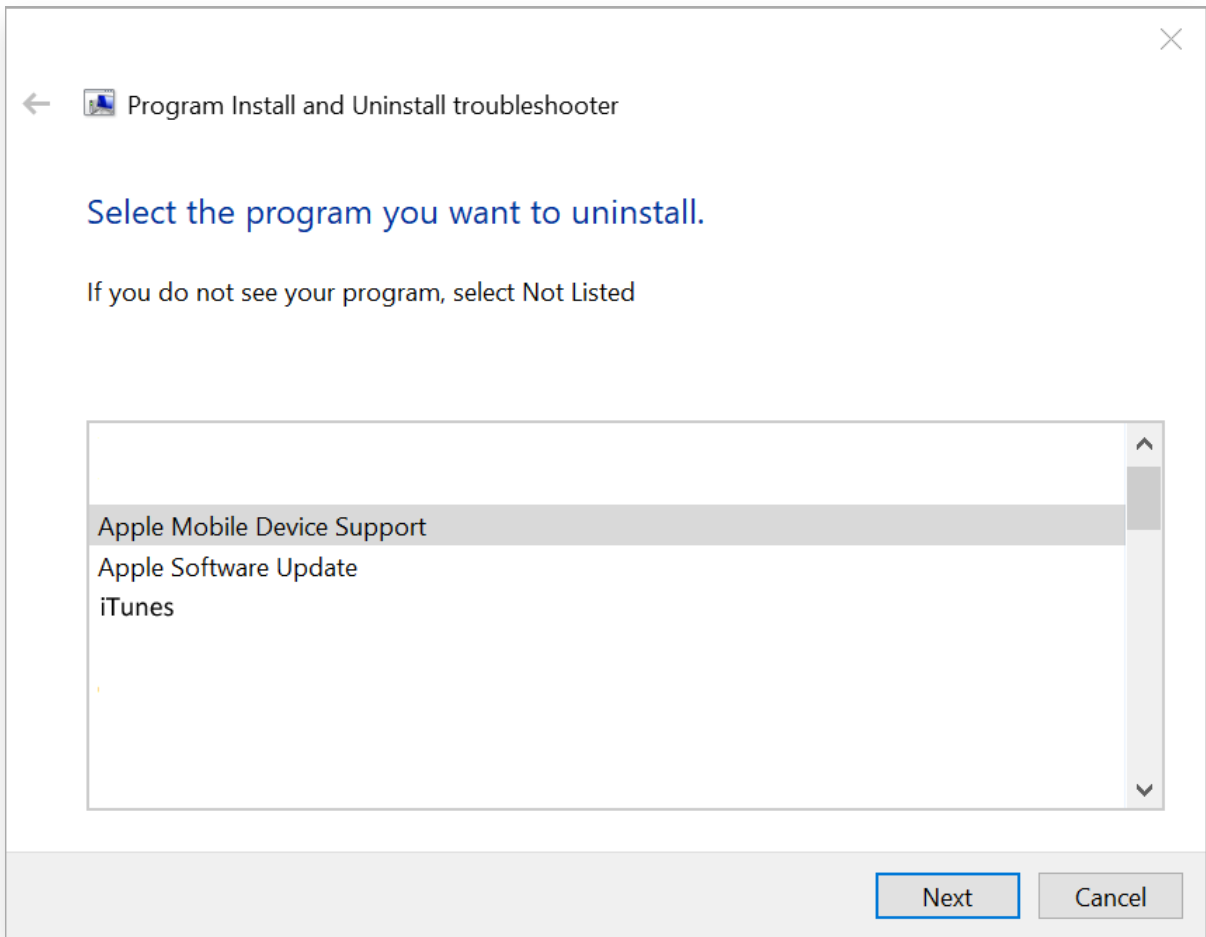 Program Install and Uninstall troubleshooter
Select the program you want to uninstall.
If you do not see your program, select Not Listed
Apple Mobile Device Support
Apple Software Update
iTunes
Next
Cancel